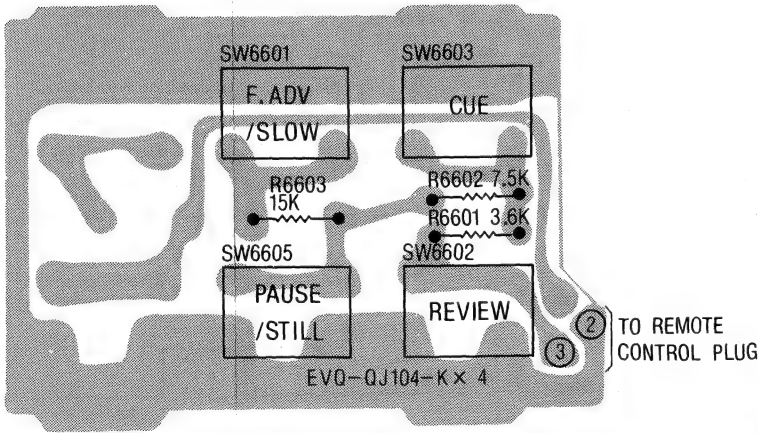 SW6601
SW6603
F.ADV
/SLOW
CUE
R6603
15K
R6602 7.5K
R6601 3.6K
SW6605
SW6602
PAUSE
/STILL
REVIEW
2
3
TO REMOTE
CONTROL PLUG
EVQ-QJ104-K× 4